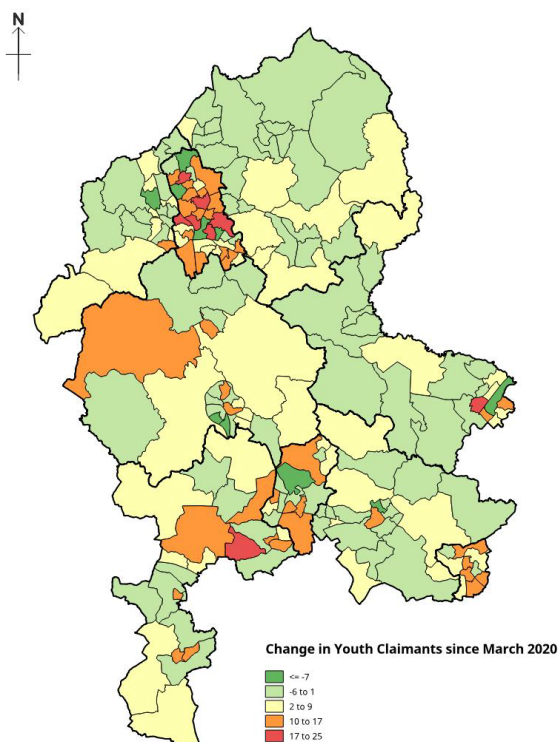 N
Change in Youth Claimants since March 2020
<= -7
-6 to 1
2 to 9
10 to 17
17 to 25